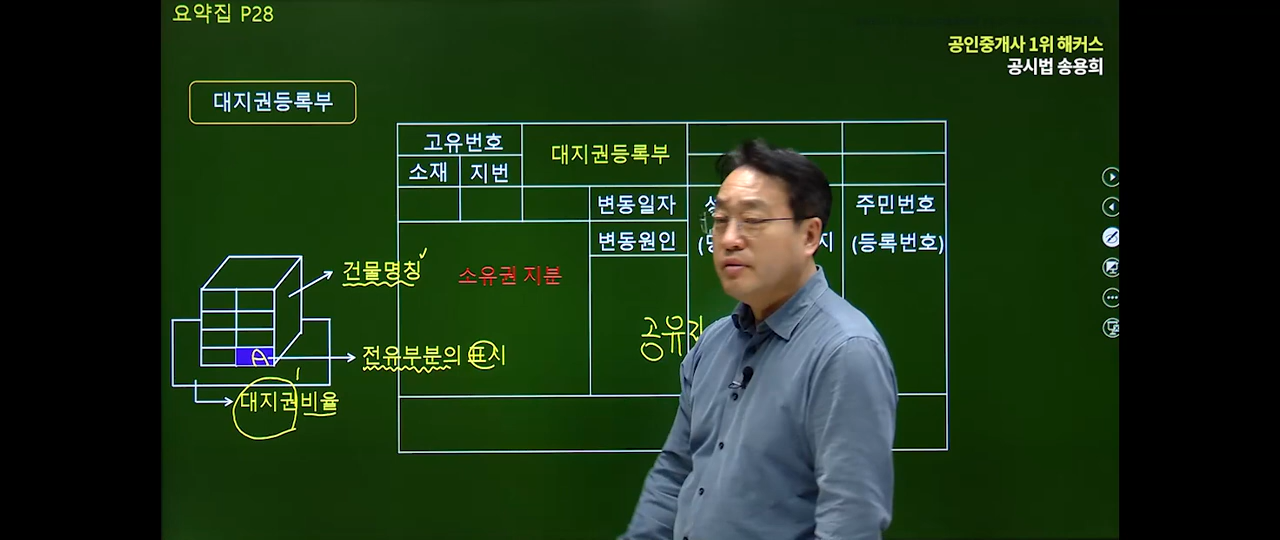 요약집 P28
공인중개사 1위 해커스
공시법 송용희
대지권등록부
고유번호
대지권등록부
소재 지번
변동일자
주민번호
변동원인
(등록번호)
건물명칭
소유권 지분
공유
A
전유부분의 표시
대지권비율